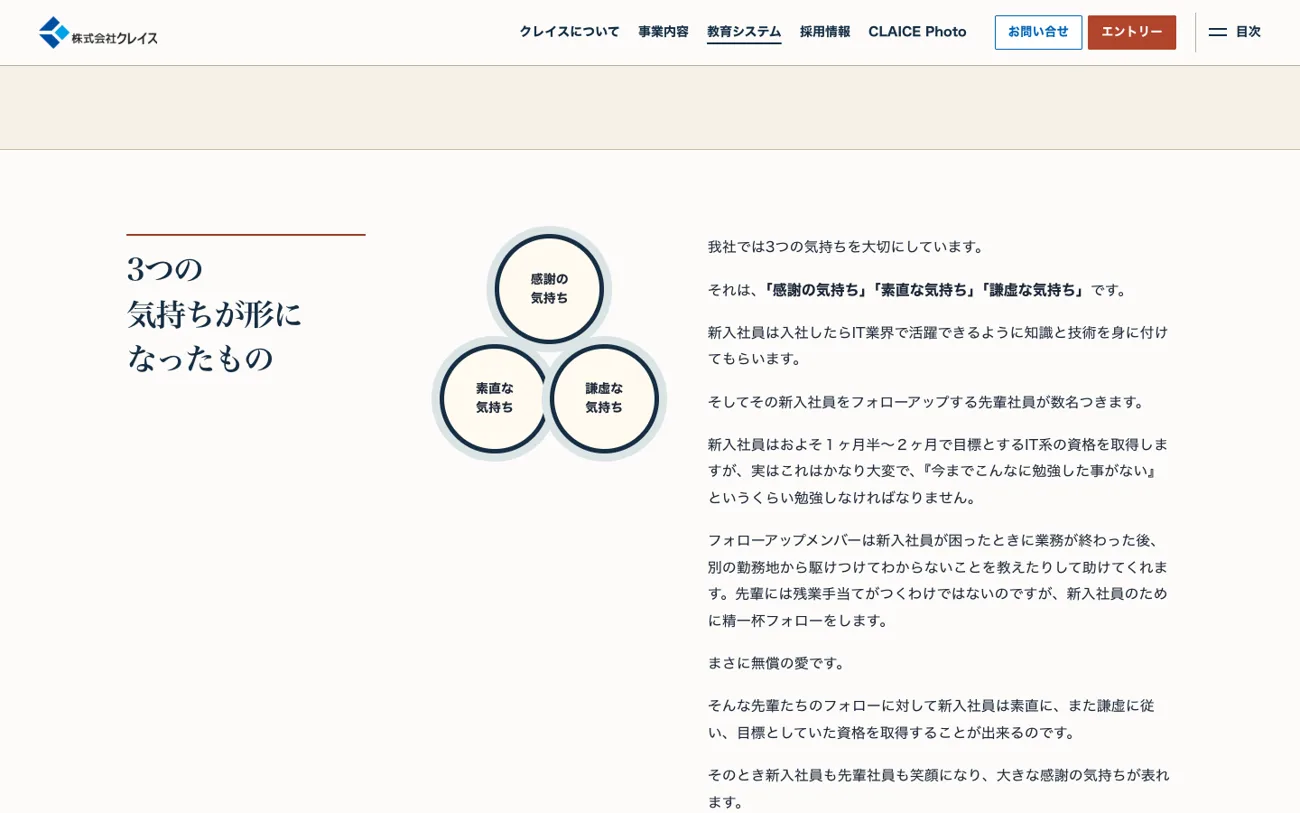 株式会社クレイス
クレイスについて
事業内容
教育システム
採用情報
CLAICE Photo
お問い合せ
エントリー
目次
3つの
気持ちが形に
なったもの
感謝の
気持ち
素直な
気持ち
謙虚な
気持ち
我社では3つの気持ちを大切にしています。
それは、「感謝の気持ち」「素直な気持ち」「謙虚な気持ち」です。
新入社員は入社したらIT業界で活躍できるように知識と技術を身に付け
てもらいます。
そしてその新入社員をフォローアップする先輩社員が数名つきます。
新入社員はおよそ１ヶ月半〜２ヶ月で目標とするIT系の資格を取得しま
すが、実はこれはかなり大変で、『今までこんなに勉強した事がない』
というくらい勉強しなければなりません。
フォローアップメンバーは新入社員が困ったときに業務が終わった後、
別の勤務地から駆けつけてわからないことを教えたりして助けてくれま
す。先輩には残業手当てがつくわけではないのですが、新入社員のため
に精一杯フォローをします。
まさに無償の愛です。
そんな先輩たちのフォローに対して新入社員は素直に、また謙虚に従
い、目標としていた資格を取得することが出来るのです。
そのとき新入社員も先輩社員も笑顔になり、大きな感謝の気持ちが表れ
ます。